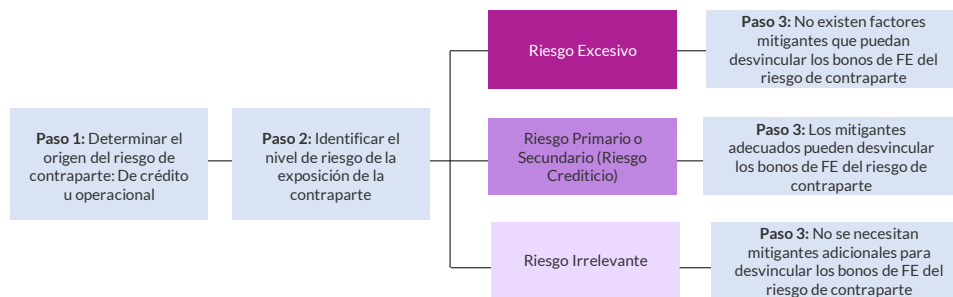 Paso 1: Determinar el
origen del riesgo de
contraparte: De crédito
u operacional
Paso 2: Identificar el
nivel de riesgo de la
exposición de la
contraparte
Riesgo Excesivo
Paso 3: No existen factores
mitigantes que puedan
desvincular los bonos de FE del
riesgo de contraparte
Riesgo Primario o
Secundario (Riesgo
Crediticio)
Paso 3: Los mitigantes
adecuados pueden desvincular
los bonos de FE del riesgo de
contraparte
Riesgo Irrelevante
Paso 3: No se necesitan
mitigantes adicionales para
desvincular los bonos de FE del
riesgo de contraparte